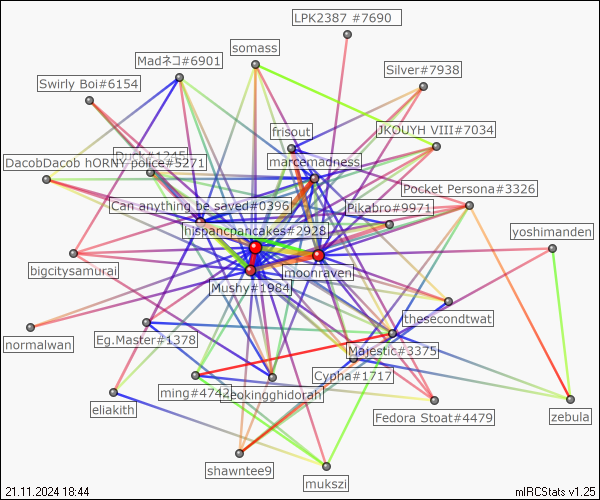 LPK2387 #7690
somass
Madネコ#6901
Silver#7938
Swirly Boi#6154
frisout
JKOUYH VIII#7034
Duck#1245
DacobDacob hORNY police#5271
marcemadness
Pocket Persona#3326
Can anything be saved#0396
Pikabro#9971
hispancpancakes#2928
yoshimanden
bigcitysamurai
moonraven
Mushy#1984
thesecondtwat
normalwan
Eg.Master#1378
Majestic#3375
Cypha#1717
ming#4742
eliakith
Fedora Stoat#4479
zebula
shawntee9
mukszi
21.11.2024 18:44
mIRCStats v1.25